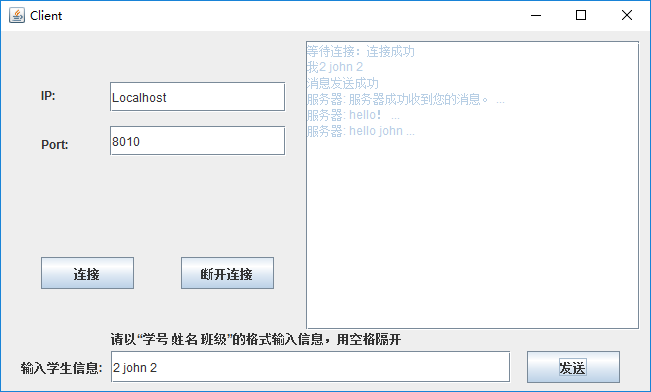 Client
等待连接：连接成功
我2 john 2
消息发送成功
服务器: 服务器成功收到您的消息。 ...
服务器: hello！ ...
服务器: hello john ...
IP:
Localhost
Port:
8010
连接
断开连接
请以“学号 姓名 班级”的格式输入信息，用空格隔开
输入学生信息:
2 john 2
发送